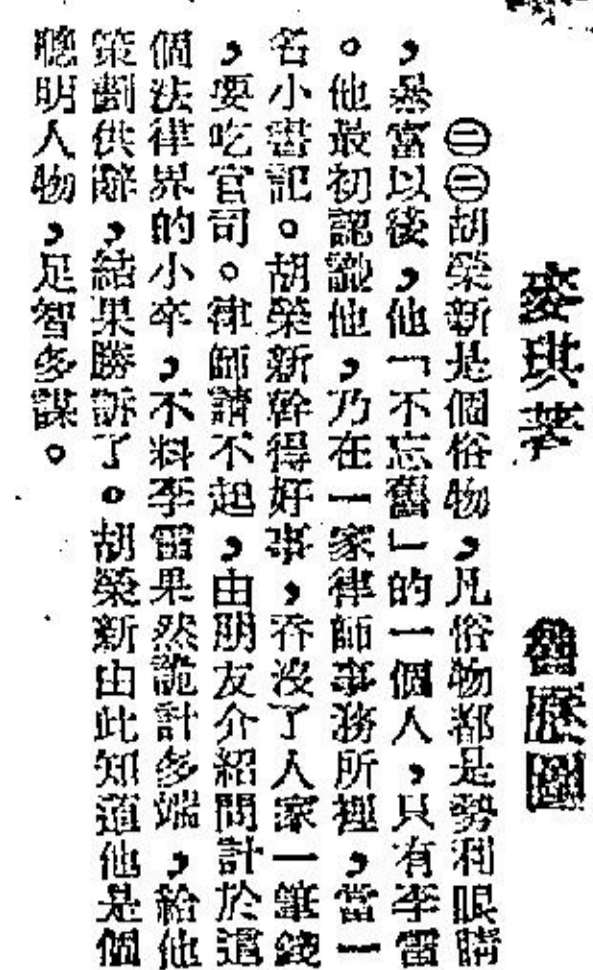 麥琪萃
㊁㊁胡榮新是個俗物，凡俗物都是勢利眼睛
，暴富以後，他「不忘舊」的一個人，只有李雷
。他最初認識他，乃在一家律師事務所裡，當一
名小書記。胡榮新幹得好事，吞沒了人家一筆錢
，要吃官司。律師請不起，由朋友介紹問計於這
個法律界的小卒，不料李雷果然詭計多端，給他
策劃供辭，結果勝訴了。胡榮新由此知道他是個
聰明人物，足智多謀。